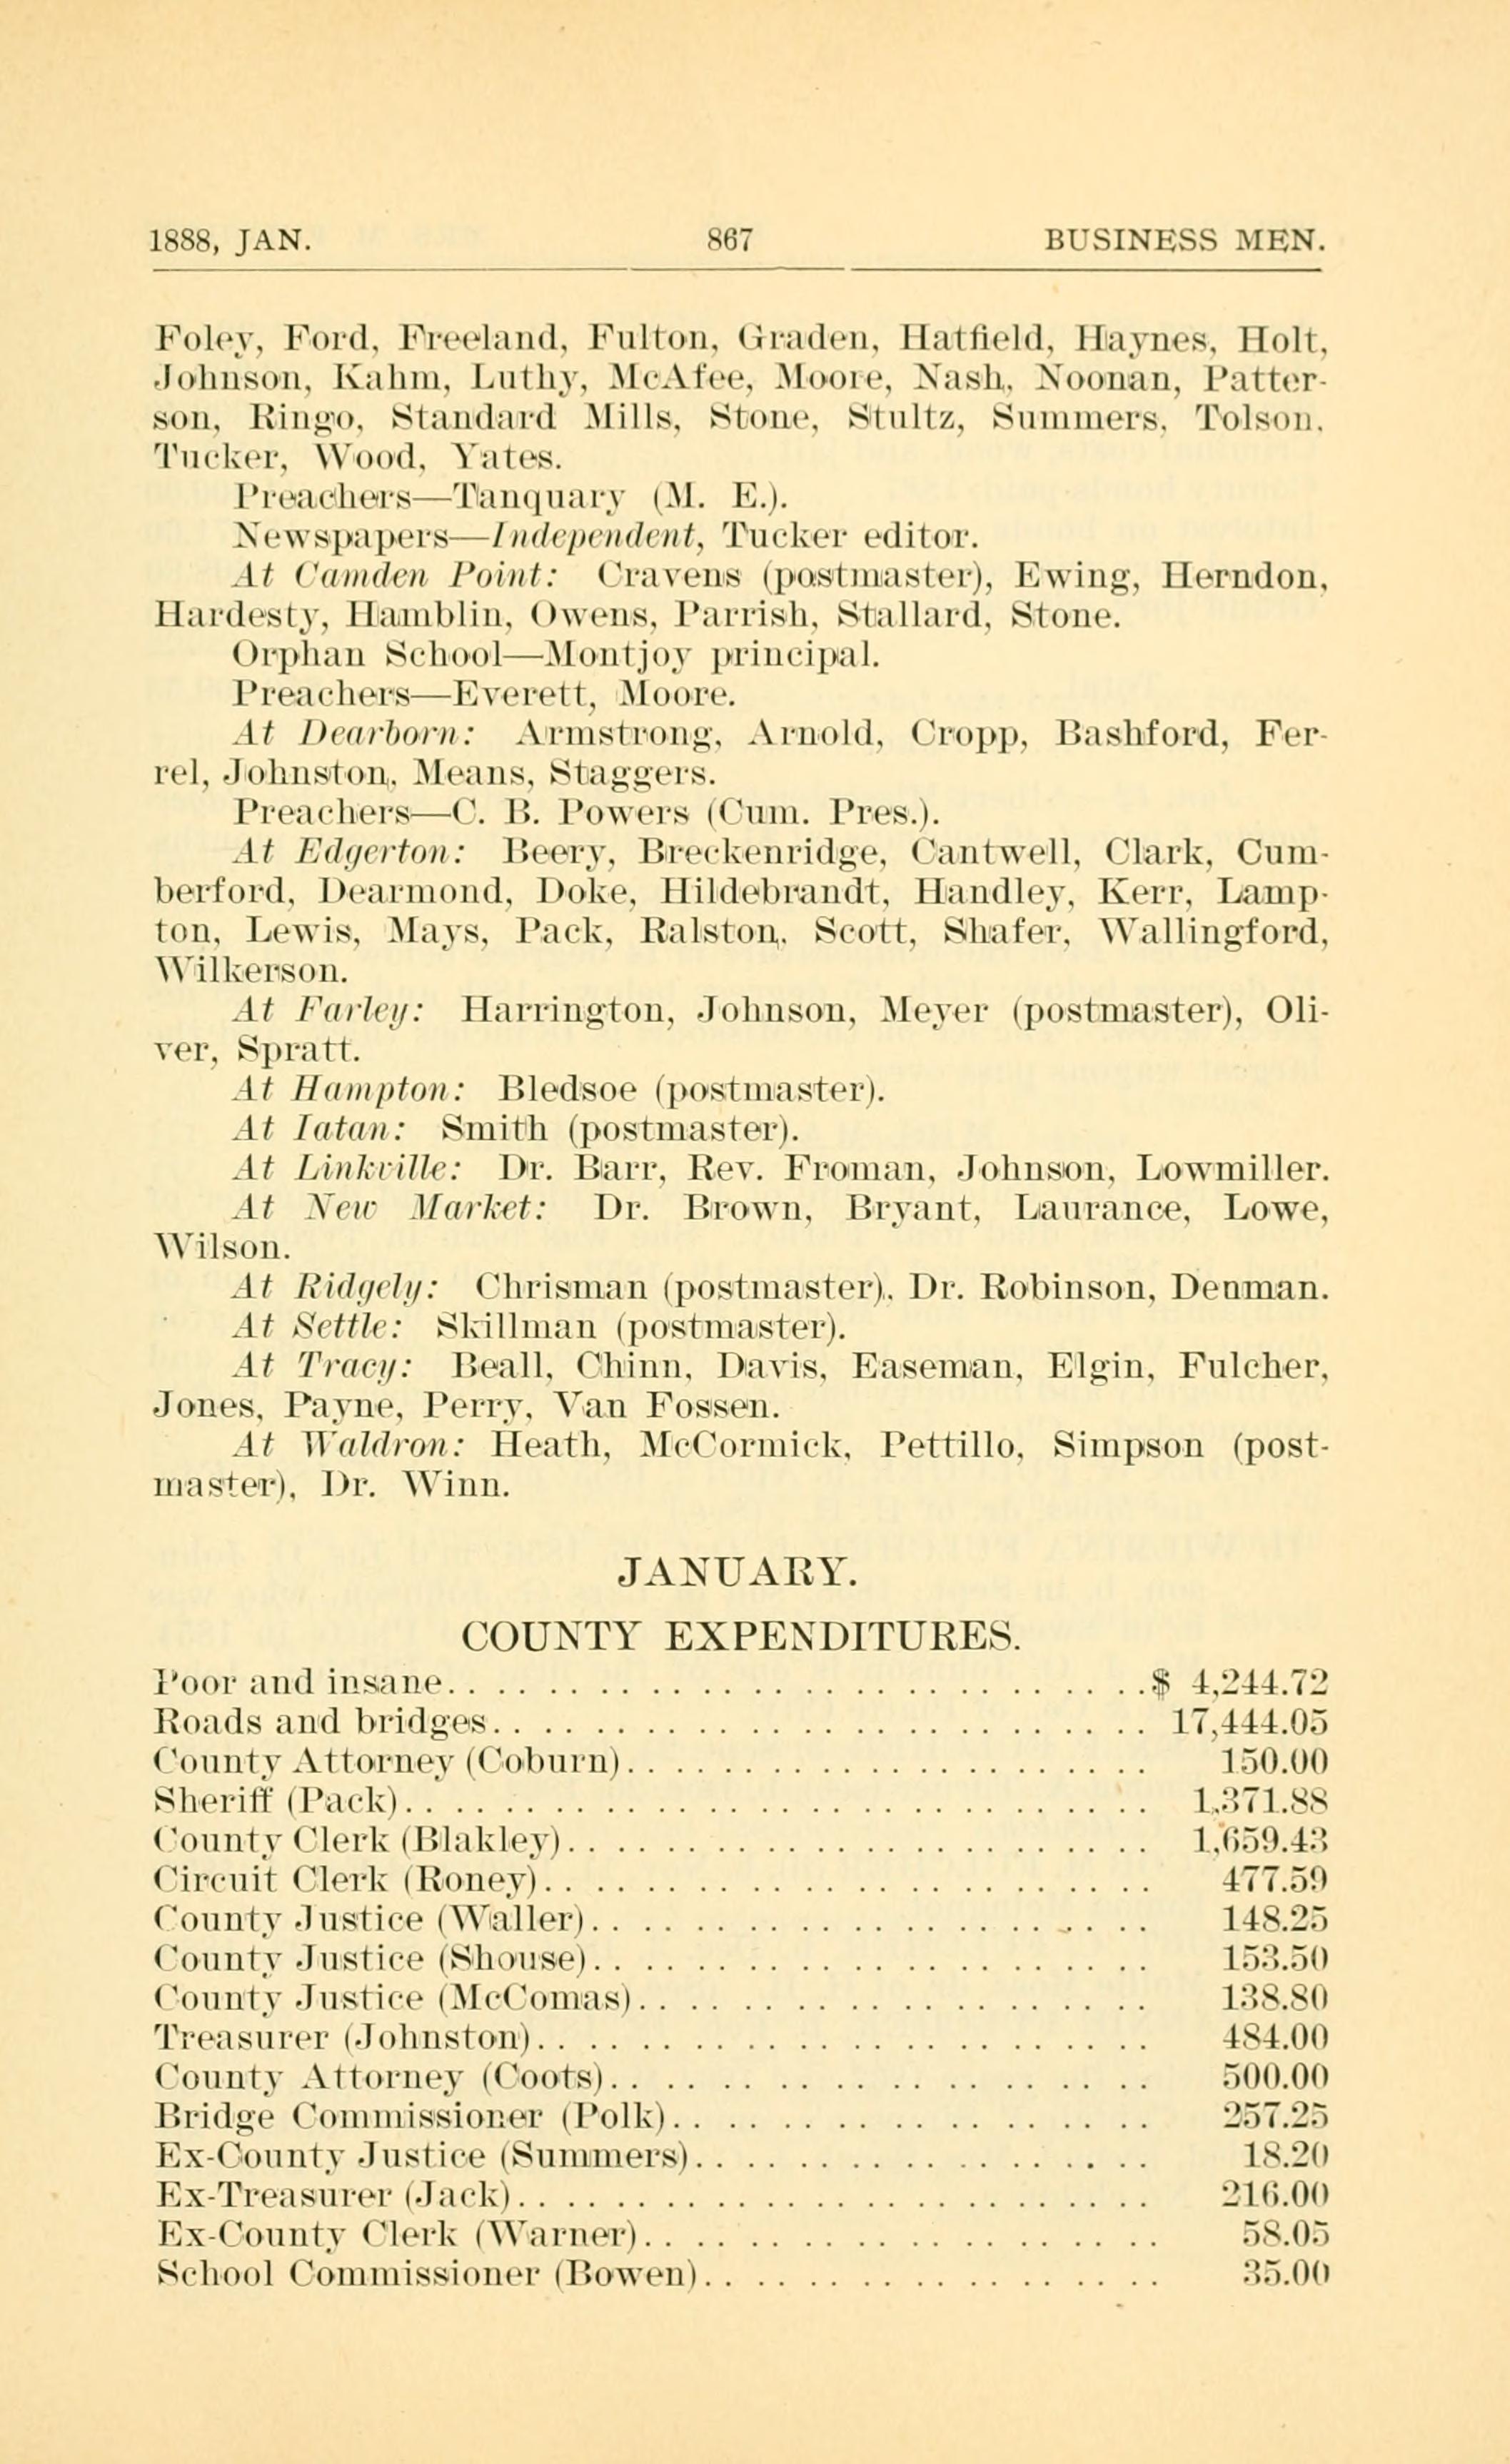 1888, JAN. 867 BUSINESS MEN.
Foley, Ford, Freeland, Fulton, Graden, Hatfield, Haynes, Holt,
Johnson, Kahm, Luthy, McAfee, Moore, Nash, Noonan, Patter-
son, Ringo, Standard Mills, Stone, Stultz, Summers, Tolson,
Tucker, Wood, Yates.
Preachers—Tanquary (M. E.).
Newspapers—Independent, Tucker editor.
At Camden Point: Cravens (postmaster), Ewing, Herndon,
Hardesty, Hamblin, Owens, Parrish, Stallard, Stone.
Orphan School—Montjoy principal.
Preachers—Everett, Moore.
At Dearborn: Armstrong, Arnold, Cropp, Bashford, Fer-
rel, Johnston, Means, Staggers.
Preachers—C. B. Powers (Cum. Pres.).
At Edgerton: Beery, Breckenridge, Cantwell, Clark, Cum-
berford, Dearmond, Doke, Hildebrandt, Handley, Kerr, Lamp-
ton, Lewis, Mays, Pack, Ralston, Scott, Shafer, Wallingford,
Wilkerson.
At Farley: Harrington, Johnson, Meyer (postmaster), Oli-
ver, Spratt.
At Hampton: Bledsoe (postmaster).
At Iatan: Smith (postmaster).
At Linkville: Dr. Barr, Rev. Froman, Johnson, Lowmiller.
At New Market: Dr. Brown, Bryant, Laurance, Lowe,
Wilson.
At Ridgely: Chrisman (postmaster), Dr. Robinson, Denman.
At Settle: Skillman (postmaster).
At Tracy: Beall, Chinn, Davis, Easeman, Elgin, Fulcher,
Jones, Payne, Perry, Van Fossen.
At Waldron: Heath, McCormick, Pettillo, Simpson (post-
master), Dr. Winn.
JANUARY.
COUNTY EXPENDITURES.
Poor and insane. . . . . . . . . . . . . . . . . . . . . . . . . . . $ 4,244.72
Roads and bridges. . . . . . . . . . . . . . . . . . . . . . . . . . 17,444.05
County Attorney (Coburn). . . . . . . . . . . . . . . . . . . . . 150.00
Sheriff (Pack). . . . . . . . . . . . . . . . . . . . . . . . . . . . . 1,371.88
County Clerk (Blakley). . . . . . . . . . . . . . . . . . . . . . . 1,659.43
Circuit Clerk (Roney). . . . . . . . . . . . . . . . . . . . . . . . 477.59
County Justice (Waller). . . . . . . . . . . . . . . . . . . . . . 148.25
County Justice (Shouse). . . . . . . . . . . . . . . . . . . . . . 153.50
County Justice (McComas). . . . . . . . . . . . . . . . . . . . 138.80
Treasurer (Johnston). . . . . . . . . . . . . . . . . . . . . . . . 484.00
County Attorney (Coots). . . . . . . . . . . . . . . . . . . . . 500.00
Bridge Commissioner (Polk). . . . . . . . . . . . . . . . . . . 257.25
Ex-County Justice (Summers). . . . . . . . . . . . . . . . . . 18.20
Ex-Treasurer (Jack). . . . . . . . . . . . . . . . . . . . . . . . . 216.00
Ex-County Clerk (Warner). . . . . . . . . . . . . . . . . . . . 58.05
School Commissioner (Bowen). . . . . . . . . . . . . . . . . . 35.00